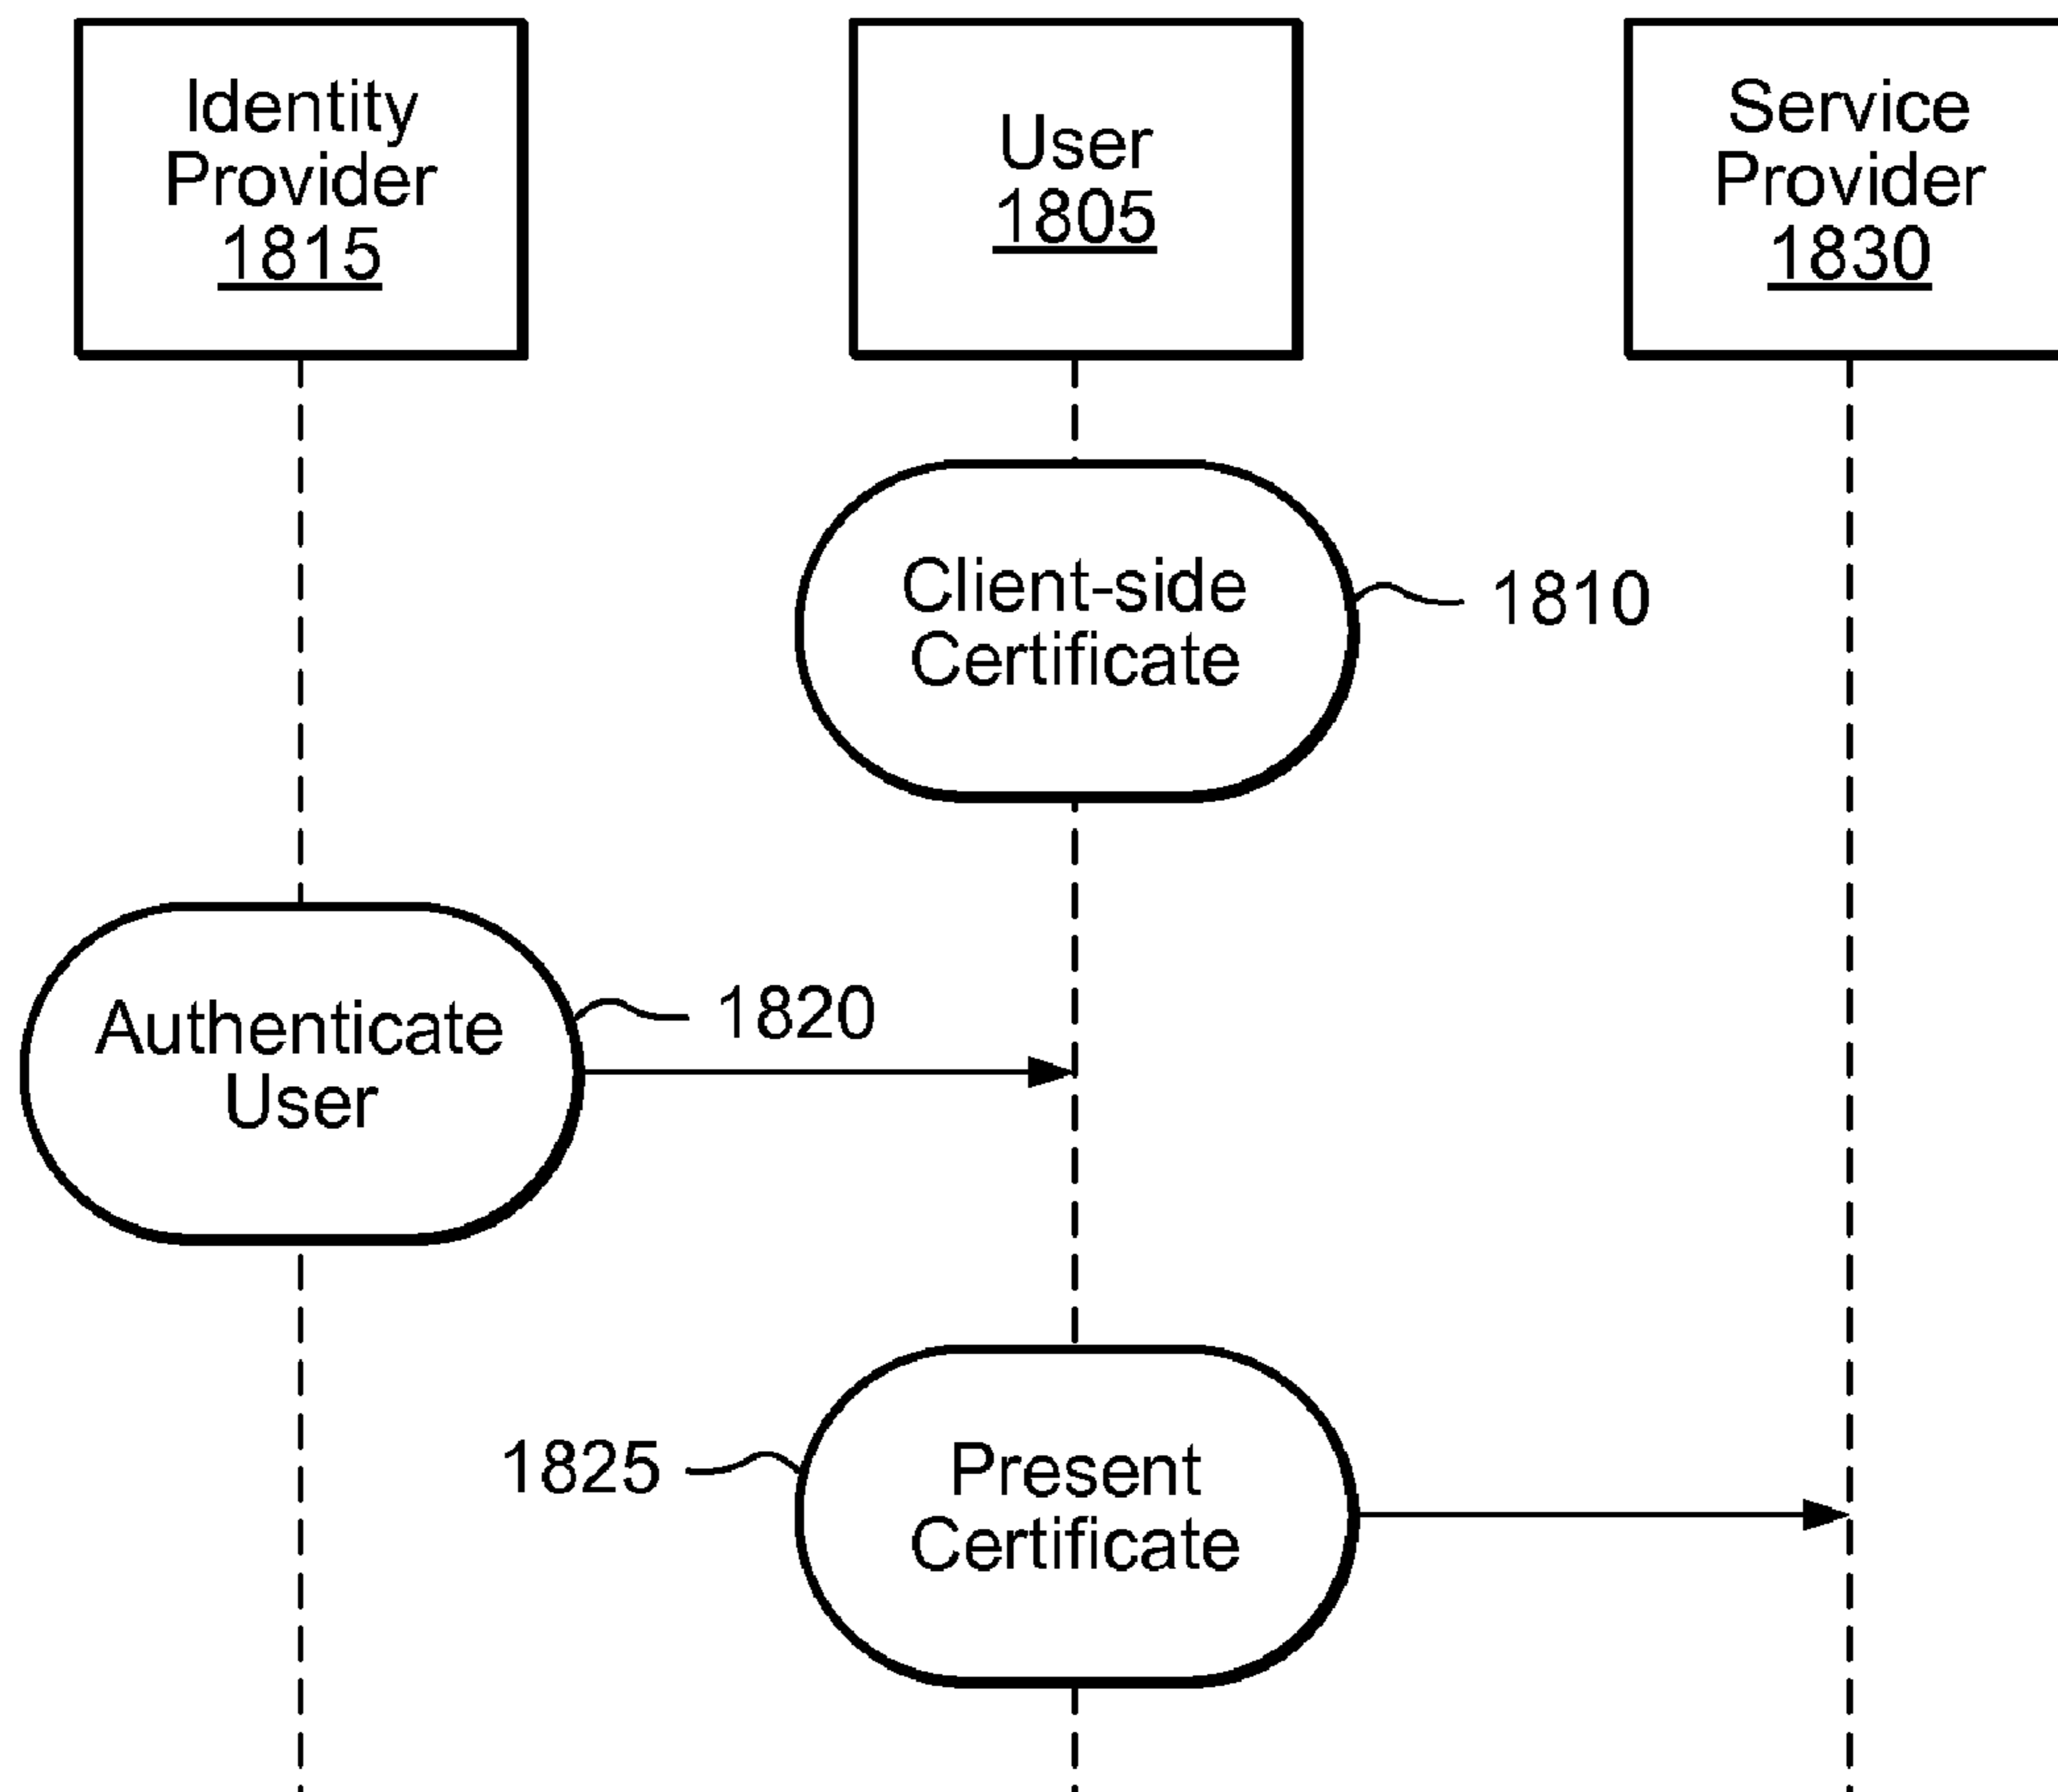 Identity
Provider
1815
User
1805
Service
Provider
1830
Client-side
Certificate
1810
Authenticate
User
1820
1825
Present
Certificate